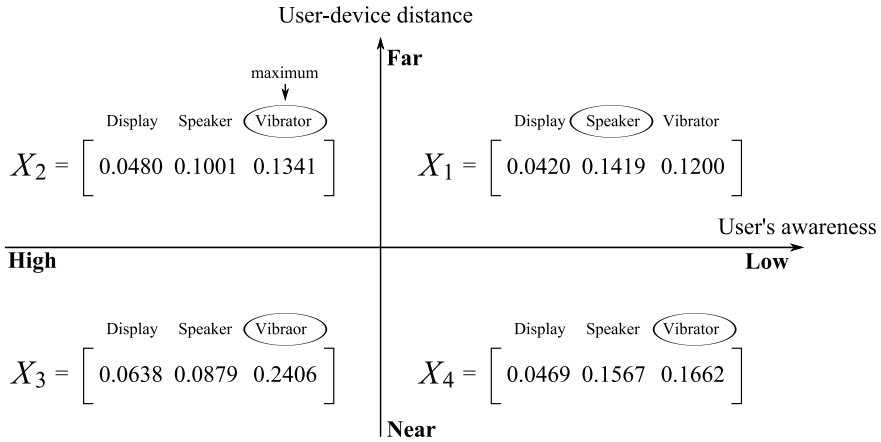 User-device distance
Far
maximum
Display Speaker Vibrator
X2 = [ 0.0480 0.1001 0.1341 ]
Display Speaker Vibrator
X1 = [ 0.0420 0.1419 0.1200 ]
User's awareness
High
Low
Display Speaker Vibraor
X3 = [ 0.0638 0.0879 0.2406 ]
Display Speaker Vibrator
X4 = [ 0.0469 0.1567 0.1662 ]
Near